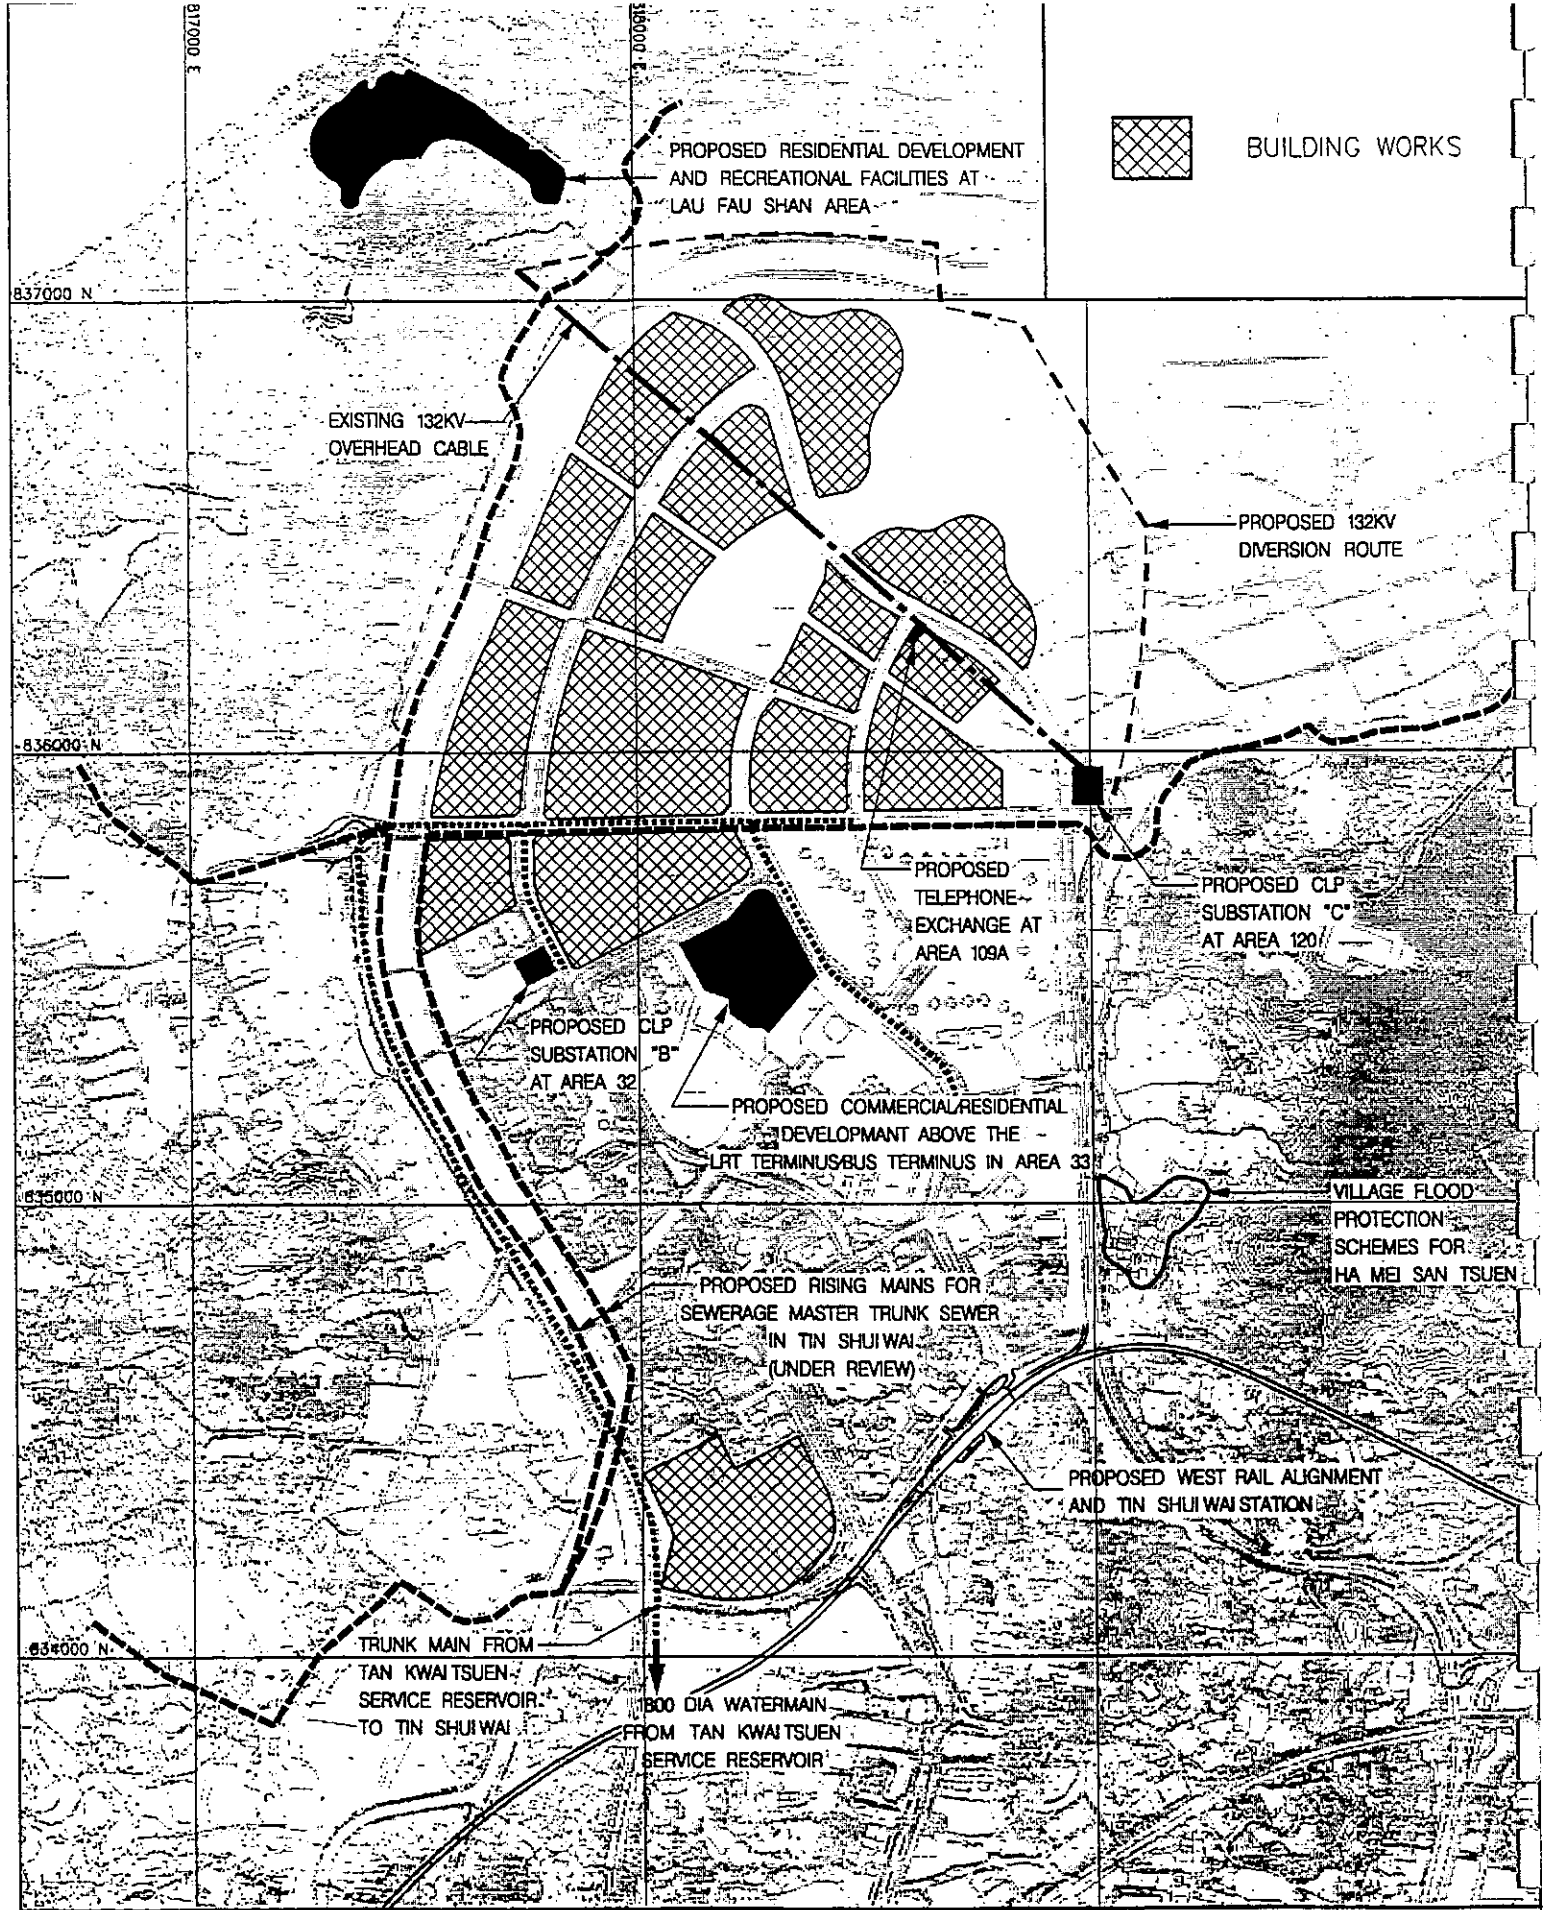 817000 E
818000 E
PROPOSED RESIDENTIAL DEVELOPMENT
AND RECREATIONAL FACILITIES AT
LAU FAU SHAN AREA
BUILDING WORKS
837000 N
EXISTING 132KV
OVERHEAD CABLE
PROPOSED 132KV
DIVERSION ROUTE
836000 N
PROPOSED
TELEPHONE
EXCHANGE AT
AREA 109A
PROPOSED CLP
SUBSTATION "C"
AT AREA 120
PROPOSED CLP
SUBSTATION "B"
AT AREA 32
PROPOSED COMMERCIAL/RESIDENTIAL
DEVELOPMANT ABOVE THE
LRT TERMINUS/BUS TERMINUS IN AREA 33
835000 N
VILLAGE FLOOD
PROTECTION
SCHEMES FOR
HA MEI SAN TSUEN
PROPOSED RISING MAINS FOR
SEWERAGE MASTER TRUNK SEWER
IN TIN SHUI WAI
(UNDER REVIEW)
PROPOSED WEST RAIL ALIGNMENT
AND TIN SHUI WAI STATION
834000 N
TRUNK MAIN FROM
TAN KWAI TSUEN
SERVICE RESERVOIR
TO TIN SHUI WAI
DIA WATERMAIN
FROM TAN KWAI TSUEN
SERVICE RESERVOIR